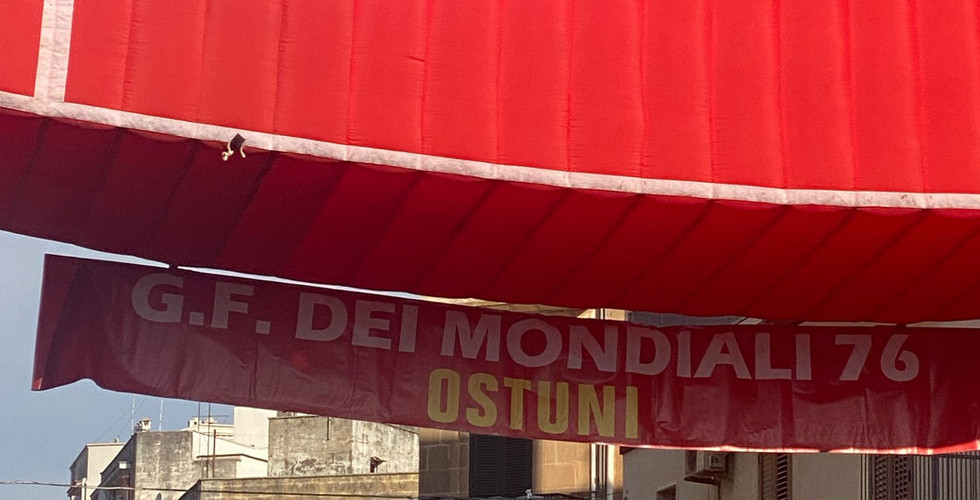 G.F. DEI MONDIALI 76
OSTUNI